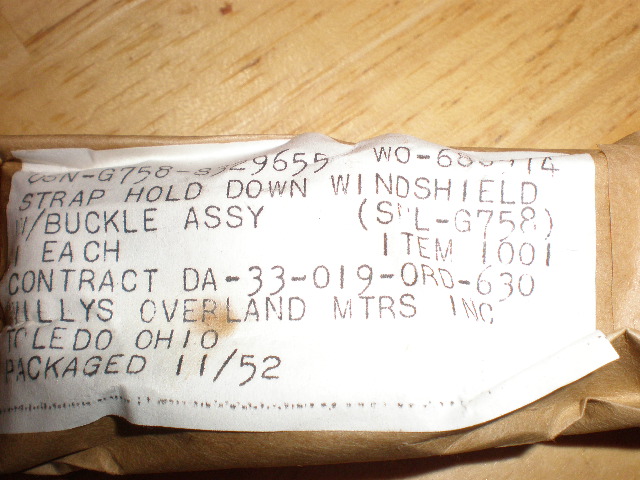 STRAP HOLD DOWN WINDSHIELD
W/BUCKLE ASSY (SNL-G758)
1 EACH ITEM 1001
CONTRACT DA-33-019-ORD-630
WILLYS OVERLAND MTRS INC
TOLEDO OHIO
PACKAGED 11/52